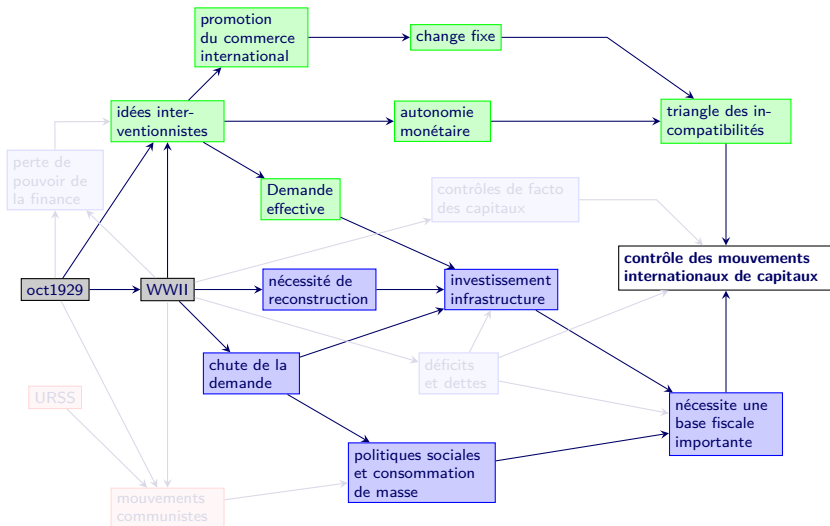 promotion
du commerce
international
change fixe
idées inter-
ventionnistes
autonomie
monétaire
triangle des in-
compatibilités
perte de
pouvoir de
la finance
Demande
effective
contrôles de facto
des capitaux
contrôle des mouvements
internationaux de capitaux
oct1929
WWII
nécessité de
reconstruction
investissement
infrastructure
chute de la
demande
déficits
et dettes
URSS
nécessite une
base fiscale
importante
politiques sociales
et consommation
de masse
mouvements
communistes